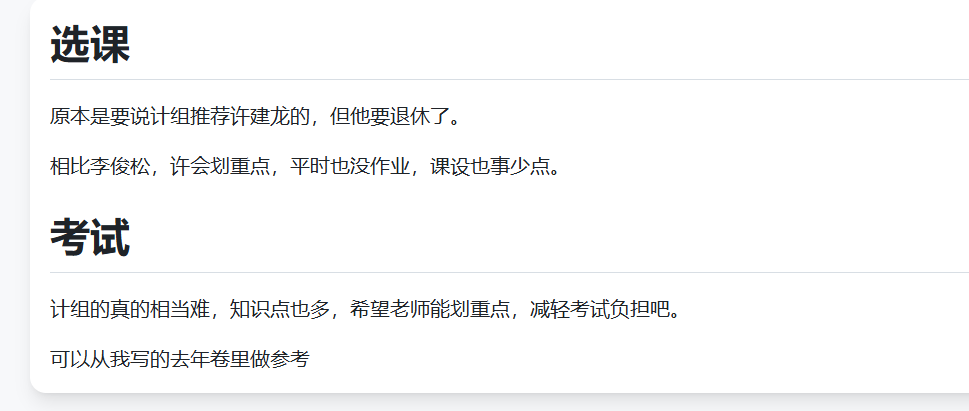 选课
原本是要说计组推荐许建龙的，但他要退休了。
相比李俊松，许会划重点，平时也没作业，课设也事少点。
考试
计组的真的相当难，知识点也多，希望老师能划重点，减轻考试负担吧。
可以从我写的去年卷里做参考